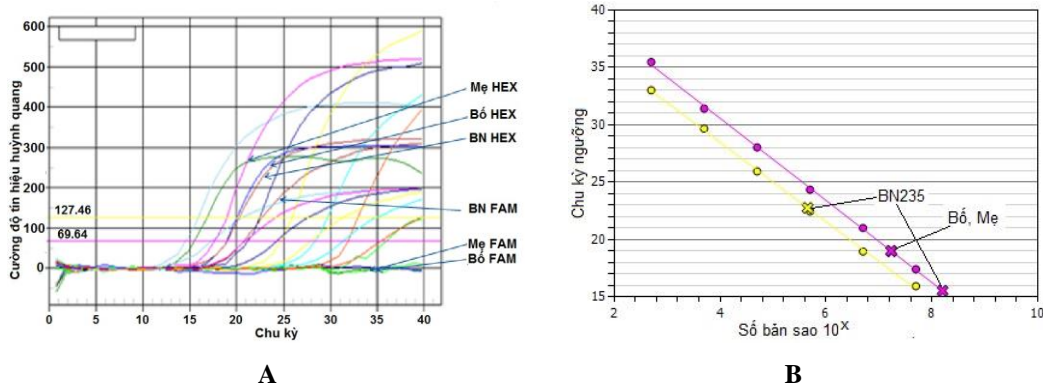 600
500
400
300
200
127.46
100
69.64
0
Cường độ tín hiệu huỳnh quang
0 5 10 15 20 25 30 35 40
Chu kỳ
Mẹ HEX
Bố HEX
BN HEX
BN FAM
Mẹ FAM
Bố FAM
A
40
35
30
25
20
15
Chu kỳ ngưỡng
2 4 6 8 10
Số bản sao 10^X
BN235
Bố, Mẹ
B